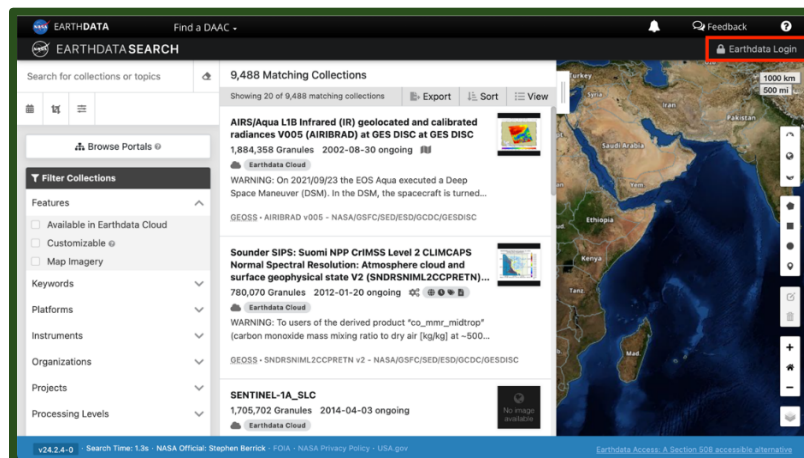 EARTHDATA Find a DAAC
Feedback
EARTHDATA SEARCH
Earthdata Login
Search for collections or topics
Browse Portals
Filter Collections
Features
Available in Earthdata Cloud
Customizable
Map Imagery
Keywords
Platforms
Instruments
Organizations
Projects
Processing Levels
9,488 Matching Collections
Showing 20 of 9,488 matching collections Export Sort View
AIRS/Aqua L1B Infrared (IR) geolocated and calibrated
radiances V005 (AIRIBRAD) at GES DISC at GES DISC
1,884,358 Granules 2002-08-30 ongoing
Earthdata Cloud
WARNING: On 2021/09/23 the EOS Aqua executed a Deep
Space Maneuver (DSM). In the DSM, the spacecraft is turned...
GEOSS • AIRIBRAD v005 - NASA/GSFC/SED/ESD/GCDC/GESDISC
Sounder SIPS: Suomi NPP CrIMSS Level 2 CLIMCAPS
Normal Spectral Resolution: Atmosphere cloud and
surface geophysical state V2 (SNDRSNIML2CCPRETN)...
780,070 Granules 2012-01-20 ongoing
Earthdata Cloud
WARNING: To users of the derived product "co_mmr_midtrop"
(carbon monoxide mass mixing ratio to dry air [kg/kg] at ~500...
GEOSS • SNDRSNIML2CCPRETN v2 - NASA/GSFC/SED/ESD/GCDC/GESDISC
SENTINEL-1A_SLC
1,705,702 Granules 2014-04-03 ongoing
Earthdata Cloud
No image
available
Turkey
Syria
Iran
Pakistan
Saudi Arabia
Yemen
Ethiopia
Kenya
Tanz
Mad.
1000 km
500 mi
v24.2.4-0 · Search Time: 1.3s · NASA Official: Stephen Berrick · FOIA · NASA Privacy Policy · USA.gov
Earthdata Access: A Section 508 accessible alternative